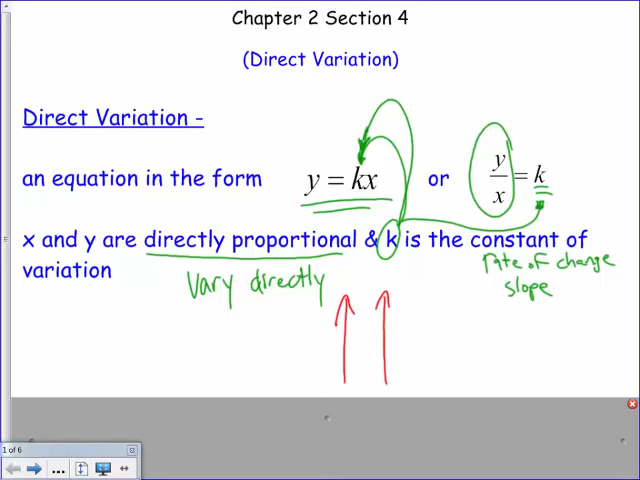 Chapter 2 Section 4
(Direct Variation)
Direct Variation -
an equation in the form y = kx or y/x = k
x and y are directly proportional & k is the constant of
variation
vary directly
rate of change
slope
1 of 6
...